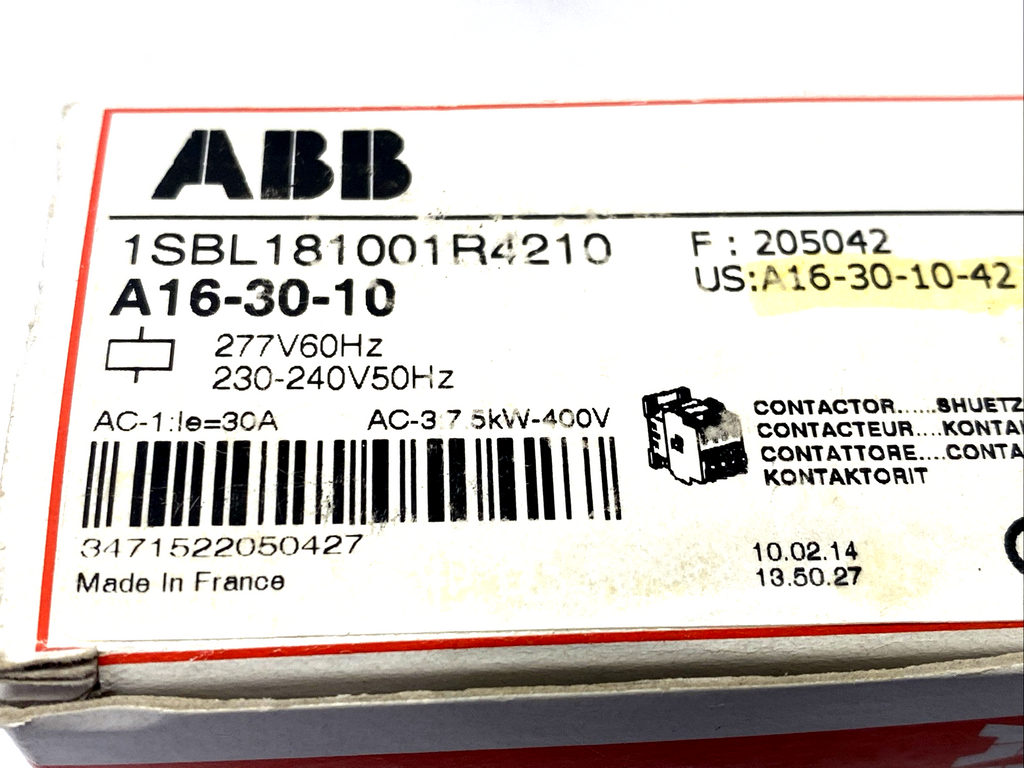 ABB
1SBL181001R4210
A16-30-10
F: 205042
US:A16-30-10-42
277V60Hz
230-240V50Hz
AC-1:Ie=30A AC-3:7.5kW-400V
CONTACTOR......SHUETZ
CONTACTEUR....KONTAK
CONTATTORE....CONTA
KONTAKTORIT
3471522050427
Made In France
10.02.14
13.50.27